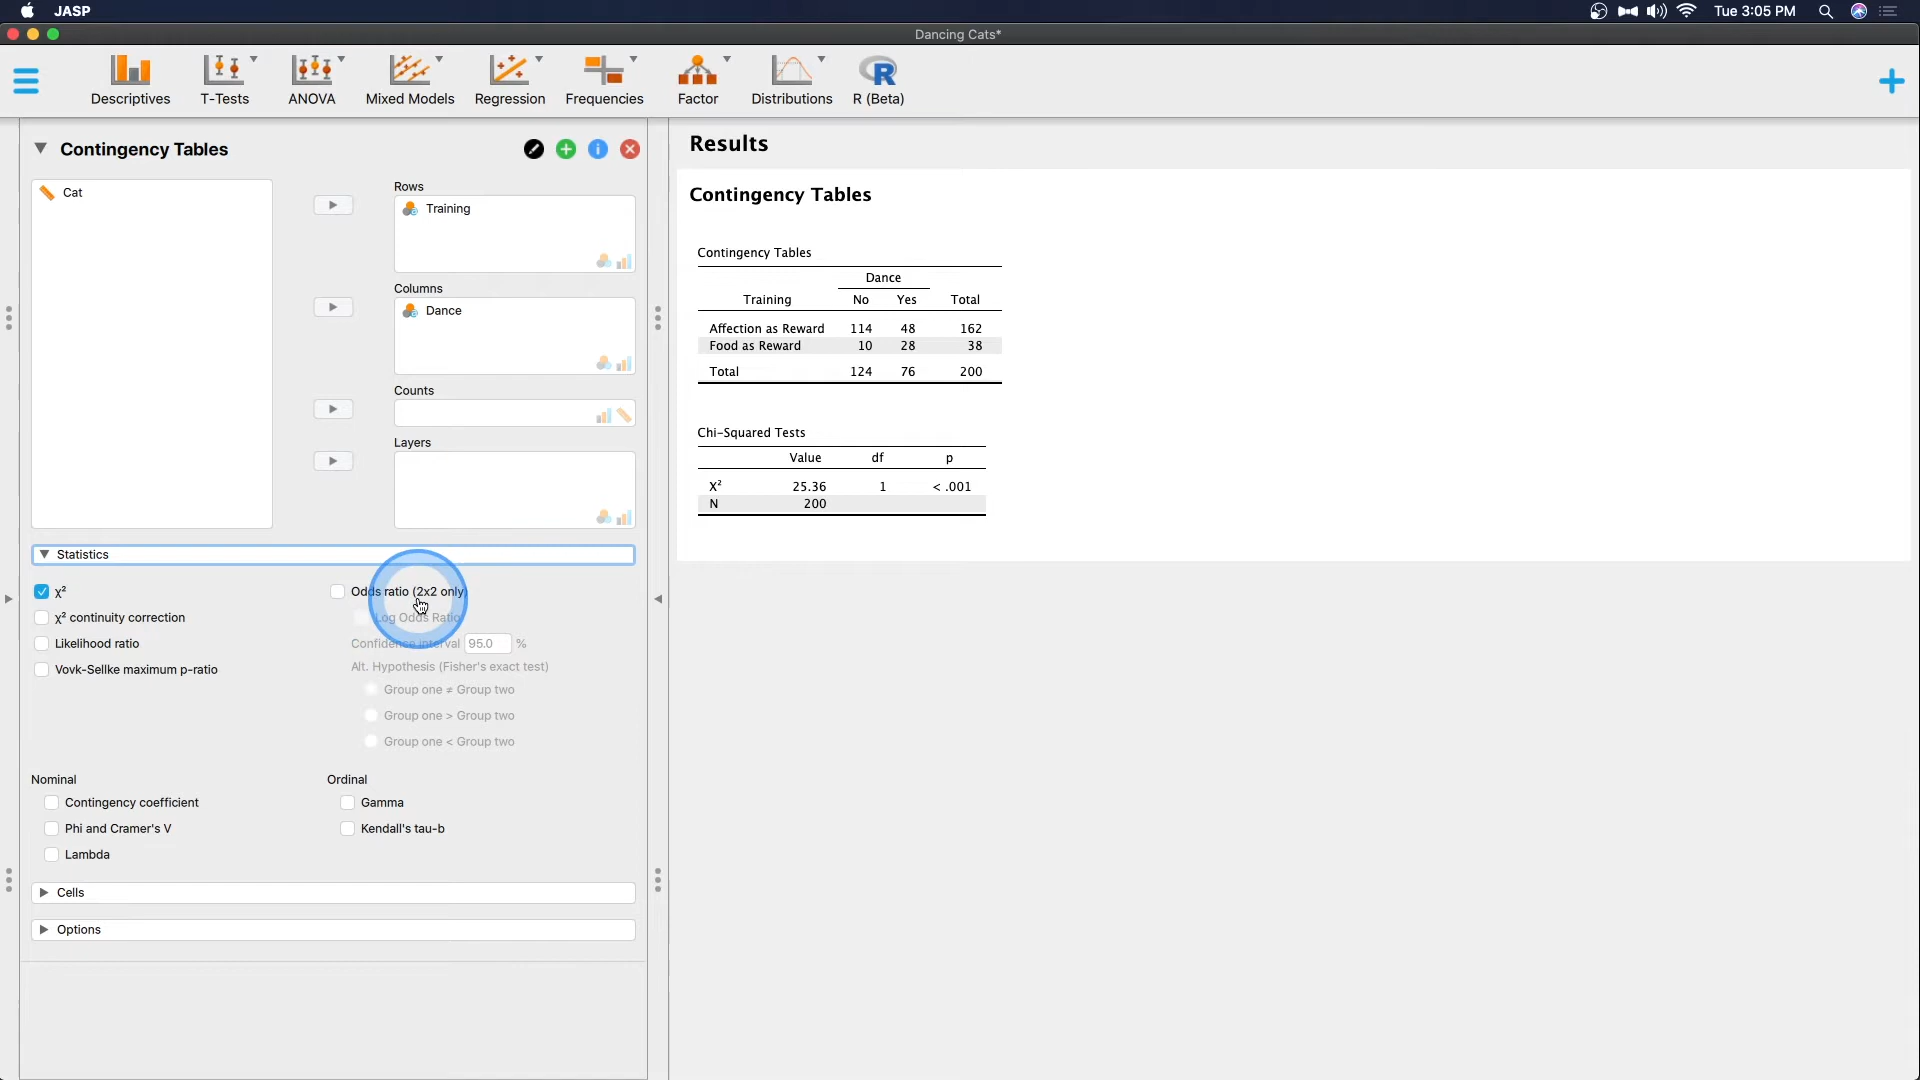 JASP
Tue 3:05 PM
Dancing Cats*
Descriptives
T-Tests
ANOVA
Mixed Models
Regression
Frequencies
Factor
Distributions
R (Beta)
Contingency Tables
Cat
Rows
Training
Columns
Dance
Counts
Layers
Statistics
χ²
χ² continuity correction
Likelihood ratio
Vovk-Sellke maximum p-ratio
Odds ratio (2x2 only)
Log Odds Ratio
Confidence interval 95.0 %
Alt. Hypothesis (Fisher's exact test)
Group one ≠ Group two
Group one > Group two
Group one < Group two
Nominal
Contingency coefficient
Phi and Cramer's V
Lambda
Ordinal
Gamma
Kendall's tau-b
Cells
Options
Results
Contingency Tables
Contingency Tables
Dance
Training No Yes Total
Affection as Reward 114 48 162
Food as Reward 10 28 38
Total 124 76 200
Chi-Squared Tests
Value df p
X² 25.36 1 < .001
N 200